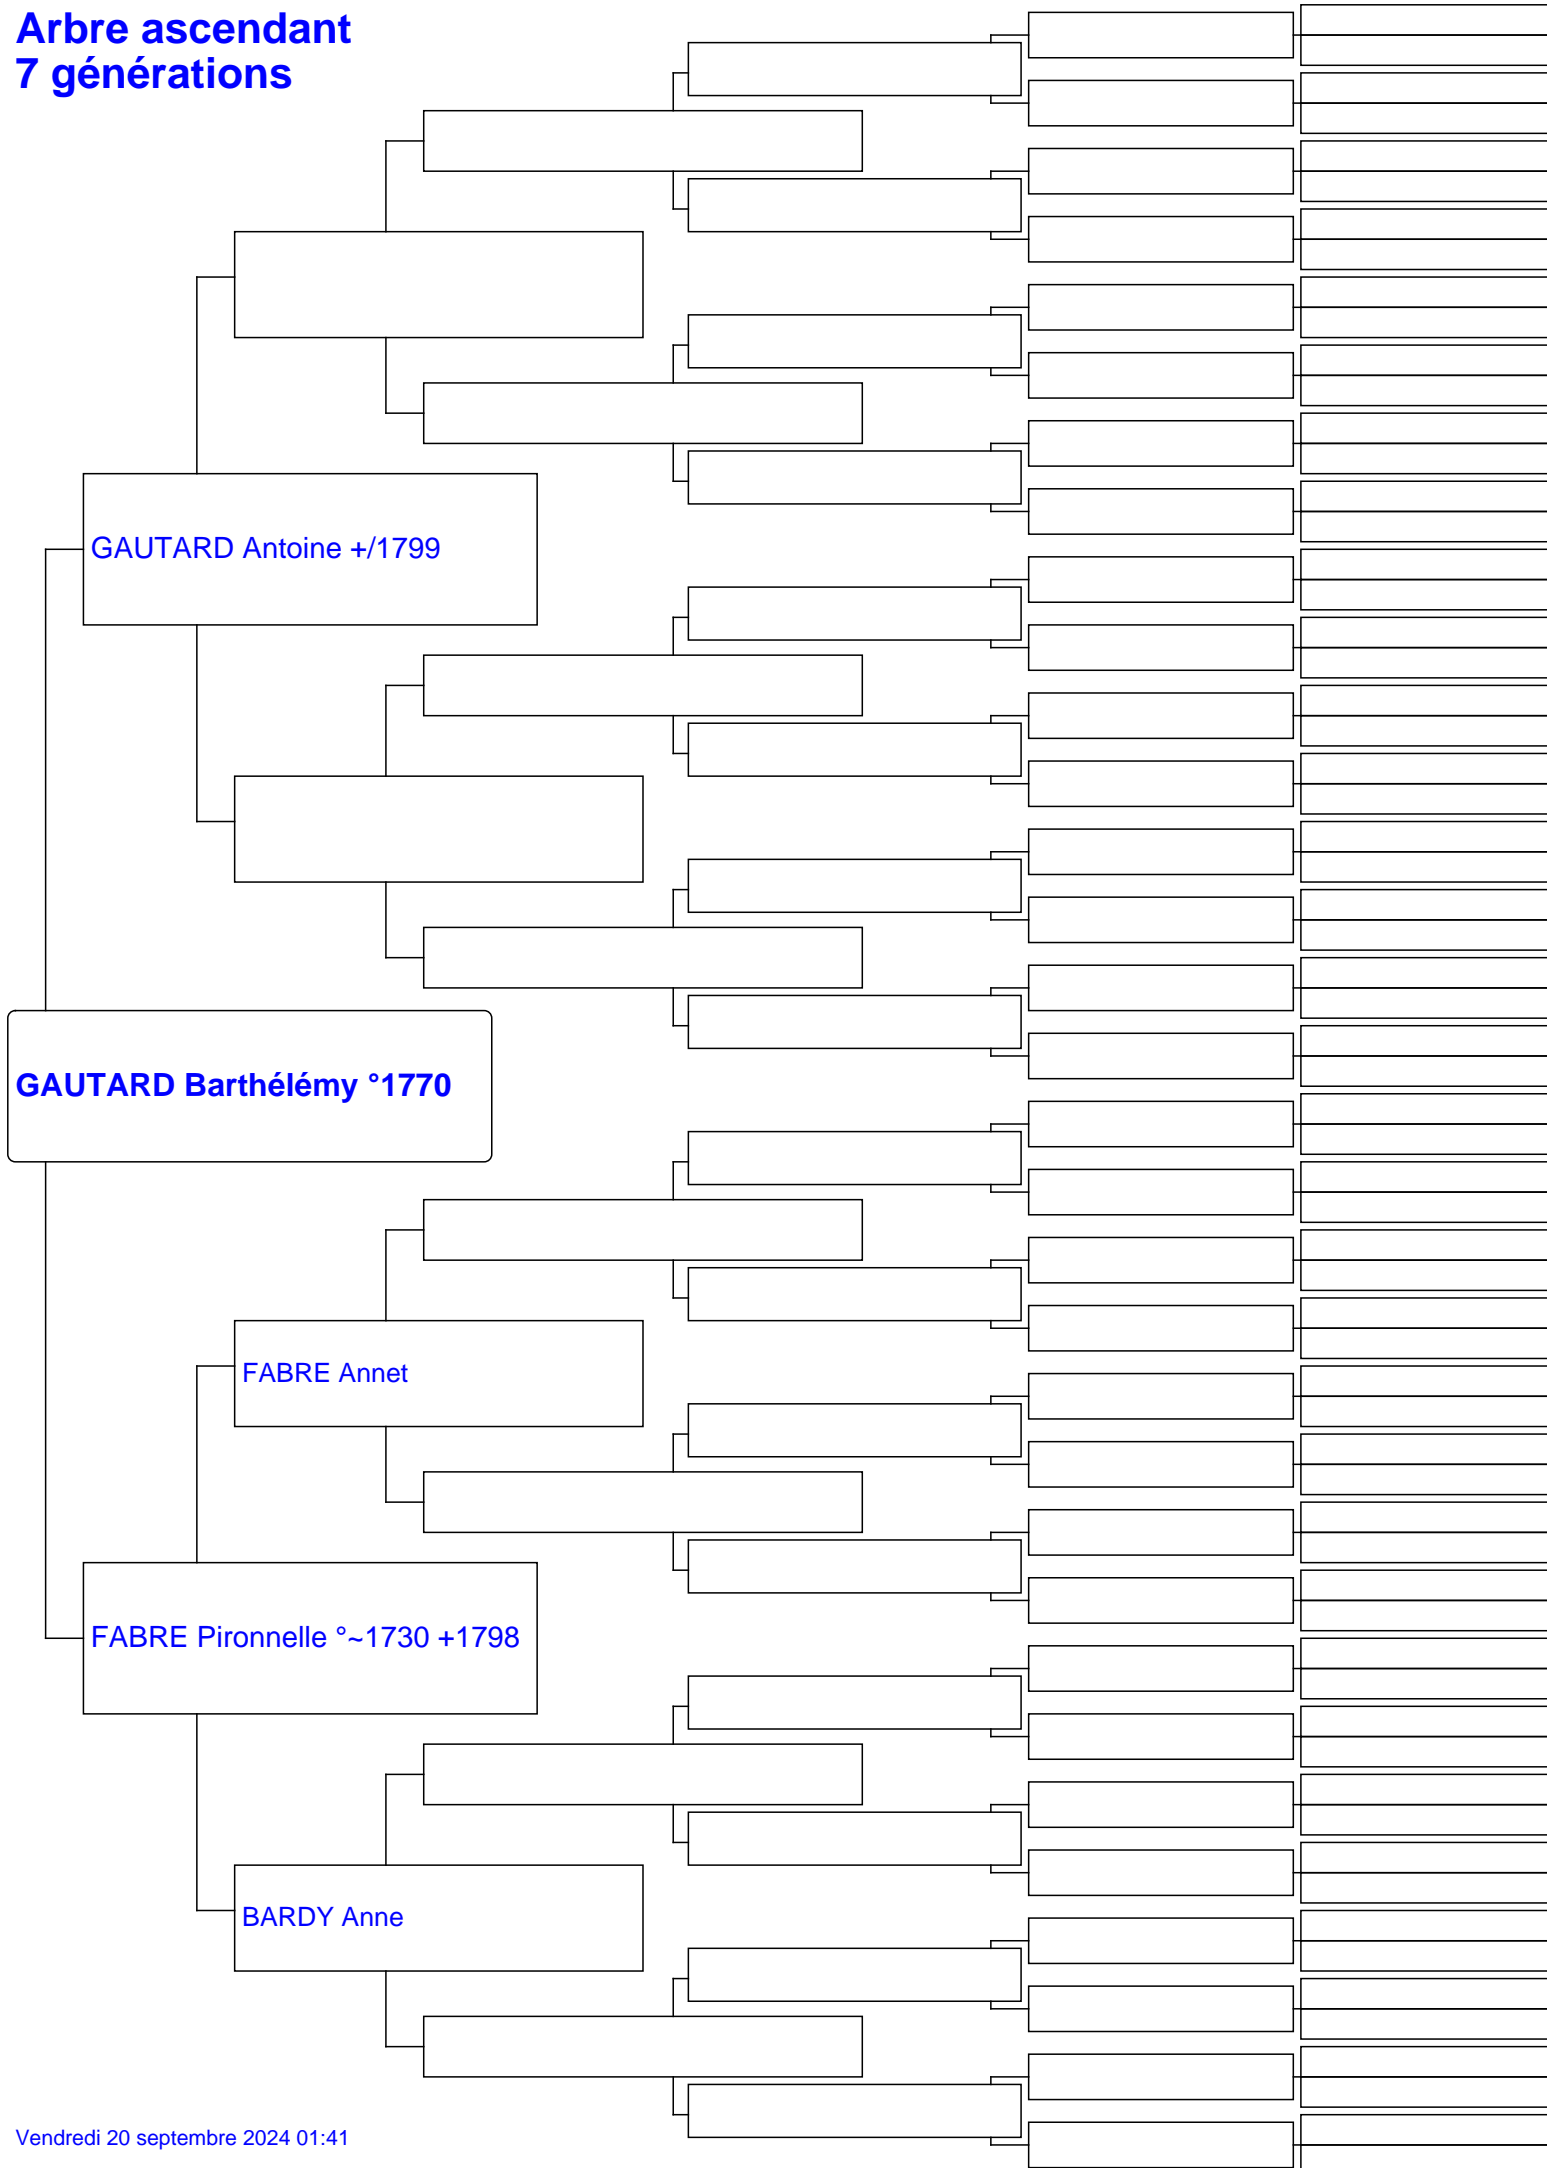 Arbre ascendant
7 générations
GAUTARD Antoine +/1799
GAUTARD Barthélémy °1770
FABRE Annet
FABRE Pironnelle °~1730 +1798
BARDY Anne
Vendredi 20 septembre 2024 01:41